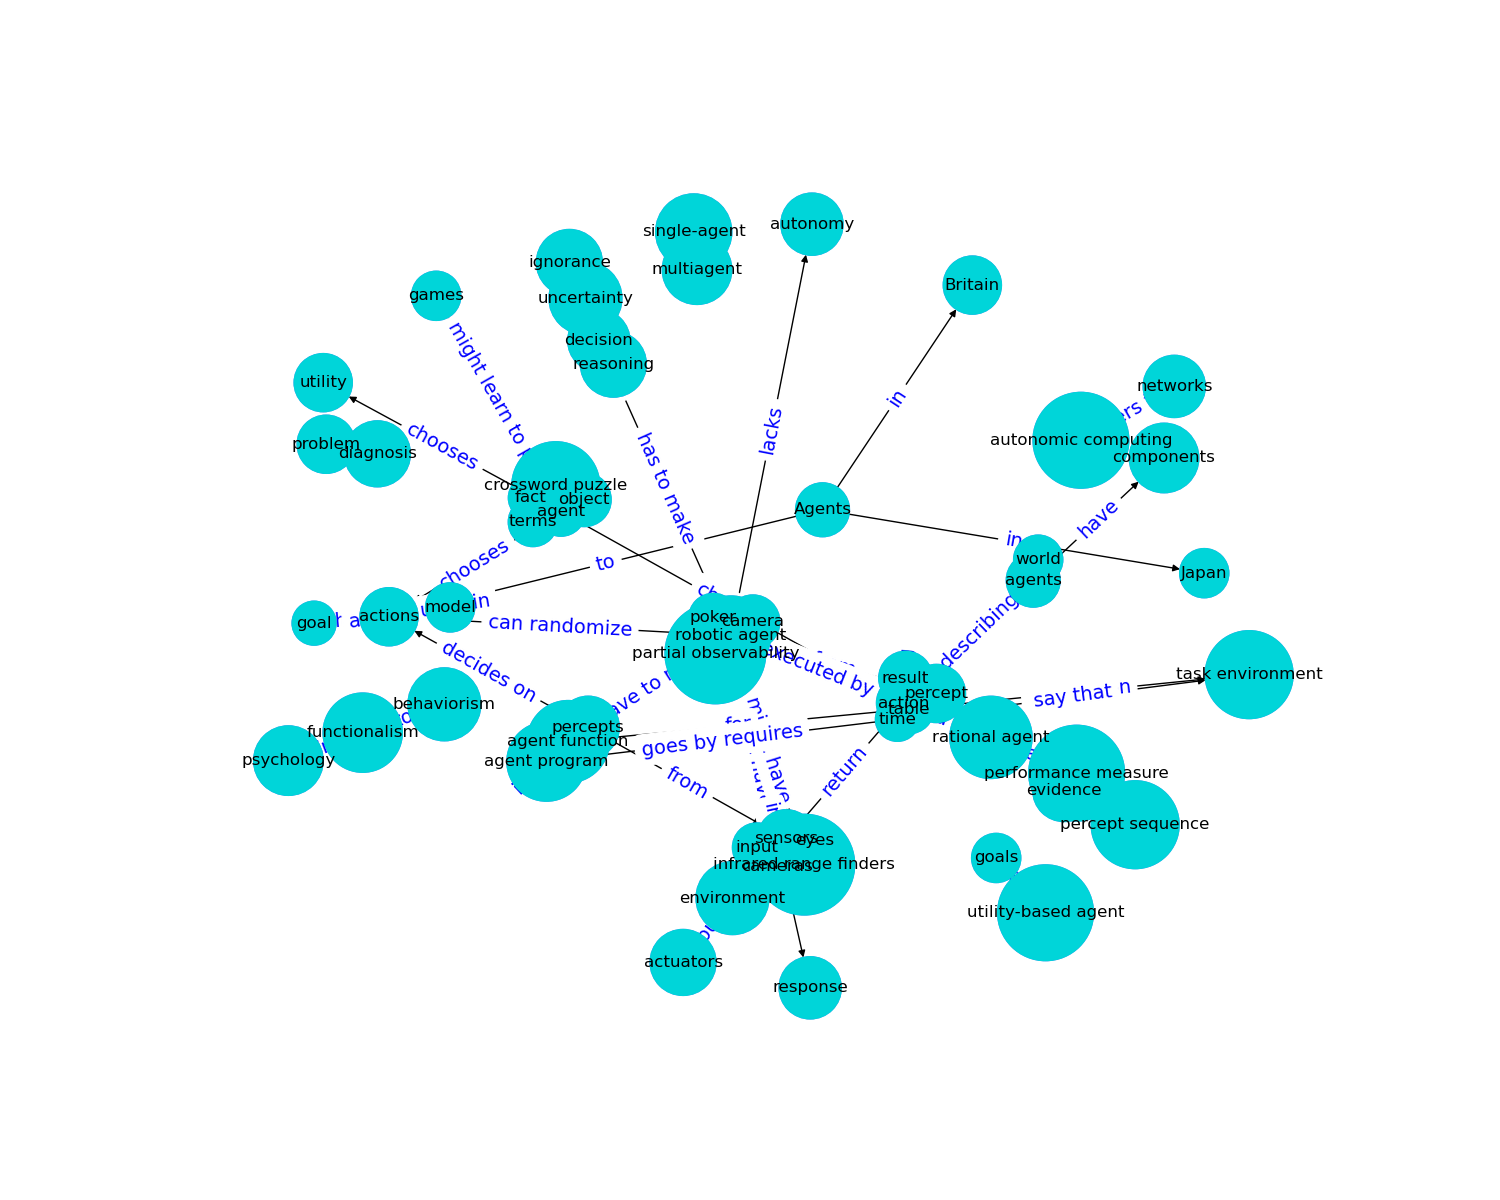 single-agent
autonomy
ignorance
multiagent
Britain
games
uncertainty
decision
reasoning
utility
networks
might learn to
lacks
in
problem
diagnosis
chooses
autonomic computing
components
has to make
crossword puzzle
fact
object
agent
terms
Agents
have
in
world
chooses
to
Japan
agents
model
goal
actions
can randomize
poker
camera
robotic agent
partial observability
describing
executed by
decides on
result
percept
action
table
time
task environment
say that n
behaviorism
functionalism
psychology
percepts
agent function
agent program
goes by requires
rational agent
from
have
return
performance measure
evidence
percept sequence
sensors
eyes
input
infrared range finders
cameras
environment
goals
utility-based agent
actuators
response